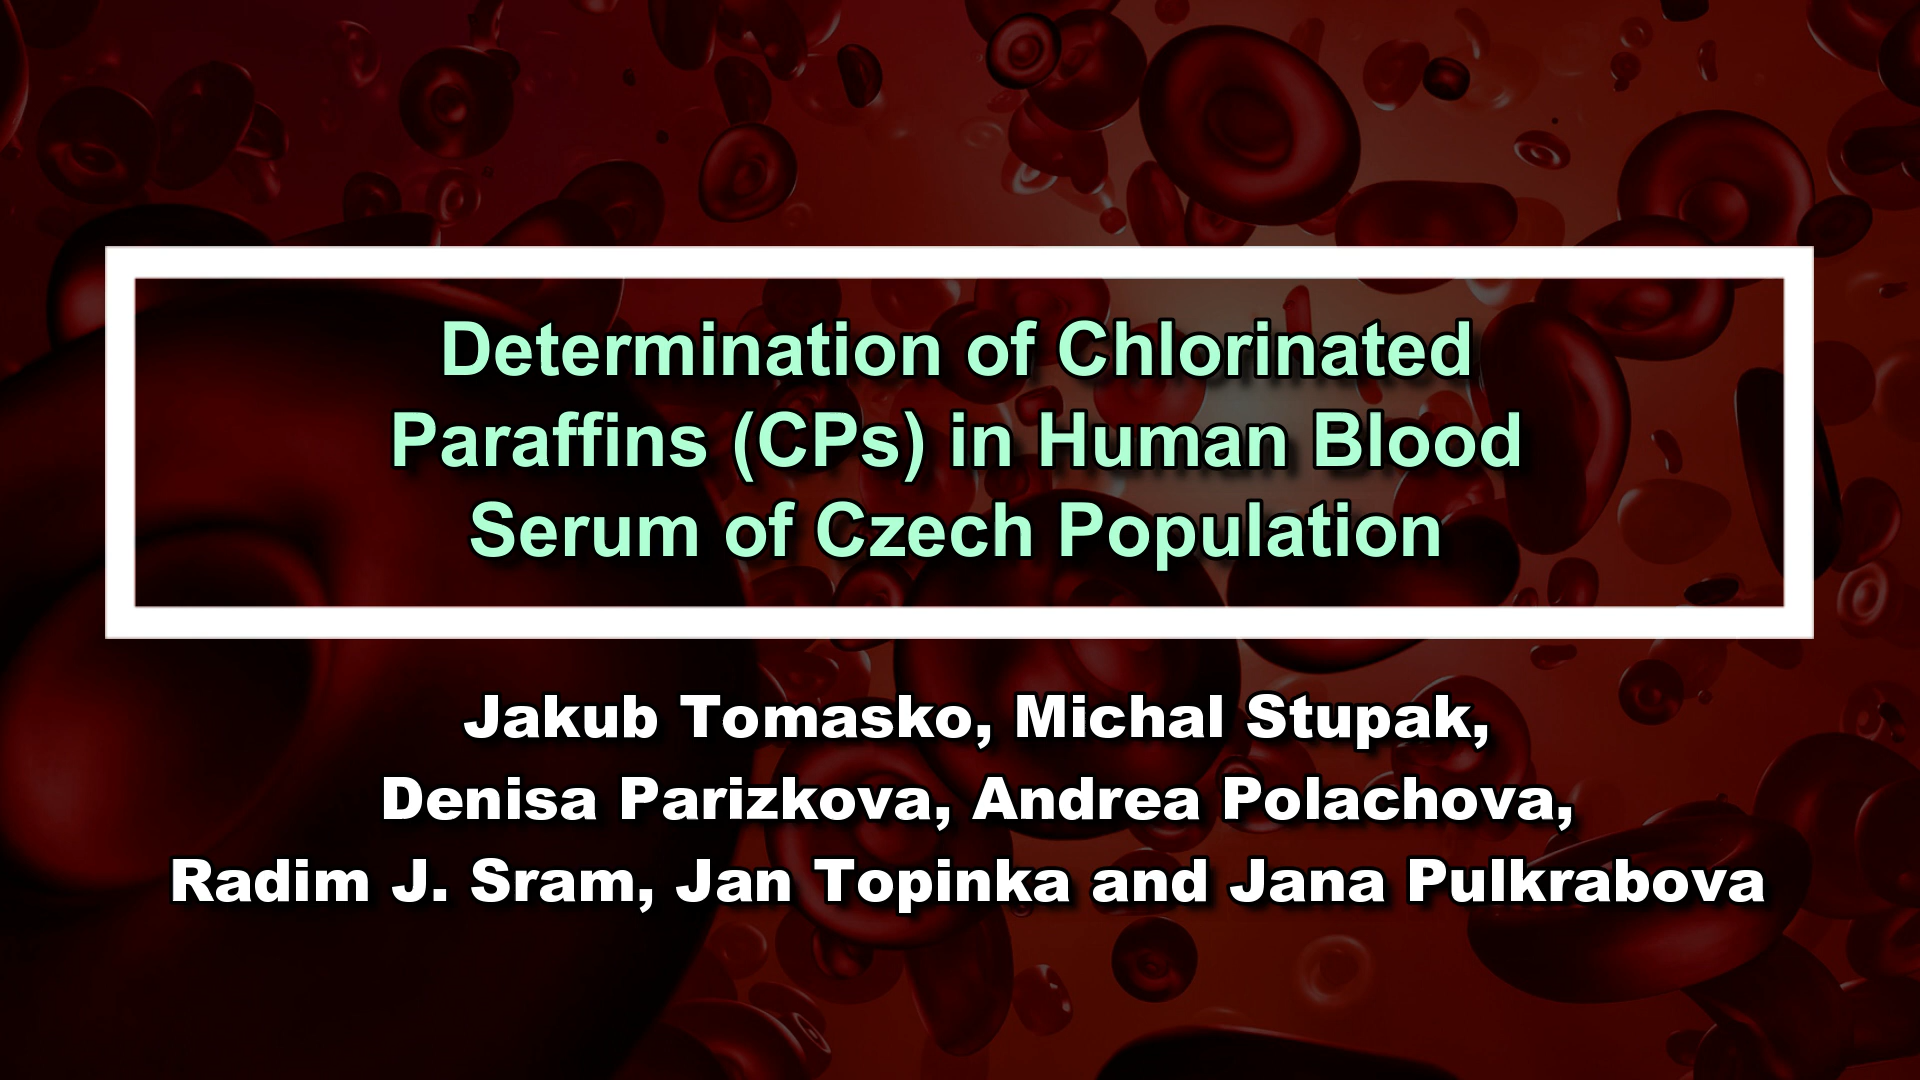 Determination of Chlorinated
Paraffins (CPs) in Human Blood
Serum of Czech Population
Jakub Tomasko, Michal Stupak,
Denisa Parizkova, Andrea Polachova,
Radim J. Sram, Jan Topinka and Jana Pulkrabova